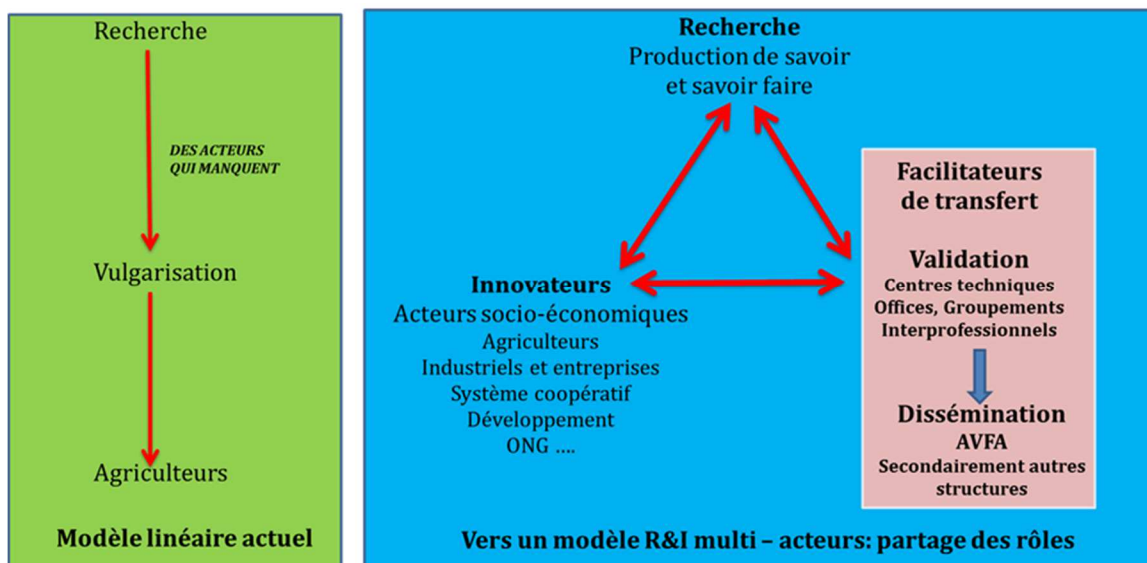 Recherche
DES ACTEURS
QUI MANQUENT
Vulgarisation
Agriculteurs
Modèle linéaire actuel
Recherche
Production de savoir
et savoir faire
Innovateurs
Acteurs socio-économiques
Agriculteurs
Industriels et entreprises
Système coopératif
Développement
ONG ....
Facilitateurs
de transfert
Validation
Centres techniques
Offices, Groupements
Interprofessionnels
Dissémination
AVFA
Secondairement autres
structures
Vers un modèle R&I multi – acteurs: partage des rôles